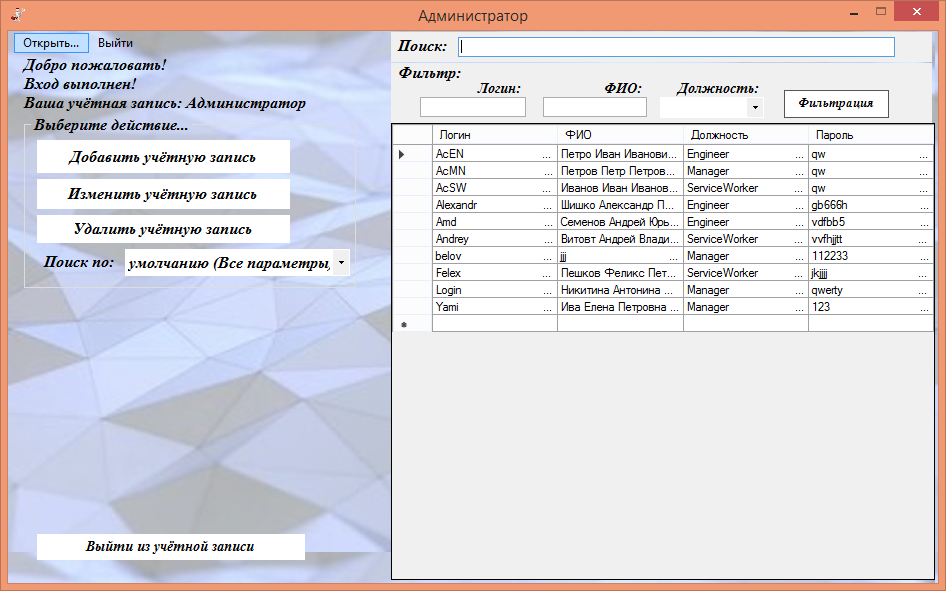 Администратор
Открыть... Выйти
Добро пожаловать!
Вход выполнен!
Ваша учётная запись: Администратор
Выберите действие...
Добавить учётную запись
Изменить учётную запись
Удалить учётную запись
Поиск по: умолчанию (Все параметры,
Выйти из учётной записи
Поиск:
Фильтр:
Логин: ФИО: Должность:
Фильтрация
Логин ФИО Должность Пароль
AcEN ... Петро Иван Иванови... Engineer ... qw ...
AcMN ... Петров Петр Петров... Manager ... qw ...
AcSW ... Иванов Иван Иванов... ServiceWorker ... qw ...
Alexandr ... Шишко Александр П... Engineer ... gb666h ...
Amd ... Семенов Андрей Юрь... Engineer ... vdfbb5 ...
Andrey ... Витовт Андрей Влади... ServiceWorker ... vvfhjjtt ...
belov ... jjj ... Manager ... 112233 ...
Felex ... Пешков Феликс Пет... ServiceWorker ... jkjjjj ...
Login ... Никитина Антонина ... Manager ... qwerty ...
Yami ... Ива Елена Петровна ... Manager ... 123 ...